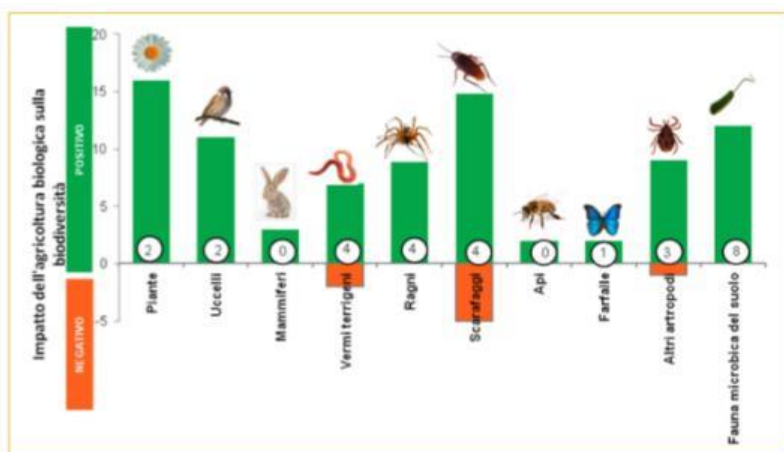 Impatto dell'agricoltura biologica sulla
biodiversità
POSITIVO
NEGATIVO
20
15
10
5
0
-5
2
2
0
4
4
4
0
1
3
8
Piante
Uccelli
Mammiferi
Vermi terrigeni
Ragni
Scarafaggi
Api
Farfalle
Altri artropodi
Fauna microbica del suolo